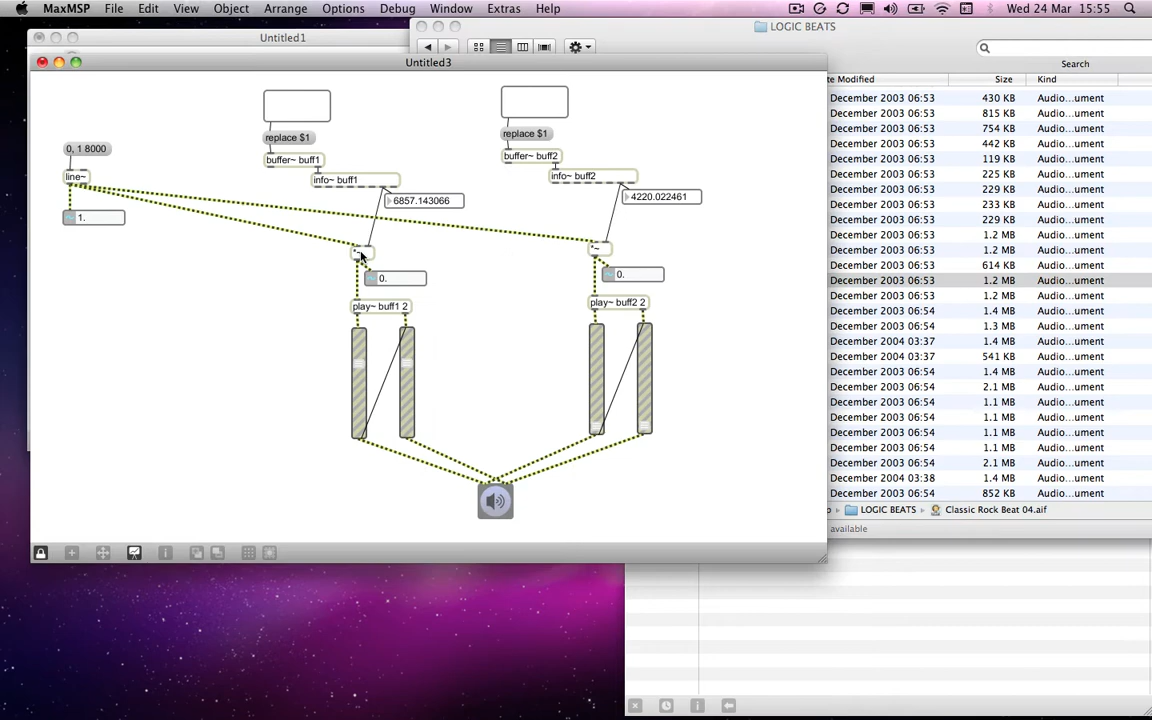 MaxMSP File Edit View Object Arrange Options Debug Window Extras Help Wed 24 Mar 15:55
LOGIC BEATS
Untitled1
Untitled3
Search
te Modified Size Kind
December 2003 06:53 430 KB Audio...ument
December 2003 06:53 815 KB Audio...ument
December 2003 06:53 754 KB Audio...ument
December 2003 06:53 442 KB Audio...ument
December 2003 06:53 119 KB Audio...ument
December 2003 06:53 225 KB Audio...ument
December 2003 06:53 229 KB Audio...ument
December 2003 06:53 233 KB Audio...ument
December 2003 06:53 229 KB Audio...ument
December 2003 06:53 1.2 MB Audio...ument
December 2003 06:53 1.2 MB Audio...ument
December 2003 06:53 614 KB Audio...ument
December 2003 06:53 1.2 MB Audio...ument
December 2003 06:53 1.2 MB Audio...ument
December 2003 06:54 1.4 MB Audio...ument
December 2003 06:54 1.3 MB Audio...ument
December 2004 03:37 1.4 MB Audio...ument
December 2004 03:37 541 KB Audio...ument
December 2003 06:54 1.4 MB Audio...ument
December 2003 06:54 2.1 MB Audio...ument
December 2003 06:54 1.1 MB Audio...ument
December 2003 06:54 1.1 MB Audio...ument
December 2003 06:54 1.1 MB Audio...ument
December 2003 06:54 1.1 MB Audio...ument
December 2003 06:54 2.1 MB Audio...ument
December 2004 03:38 1.4 MB Audio...ument
December 2003 06:54 852 KB Audio...ument
LOGIC BEATS Classic Rock Beat 04.aif
available
replace $1
buffer~ buff1
info~ buff1
6857.143066
replace $1
buffer~ buff2
info~ buff2
4220.022461
0, 1 8000
line~
1.
0.
*~
0.
play~ buff1 2
play~ buff2 2